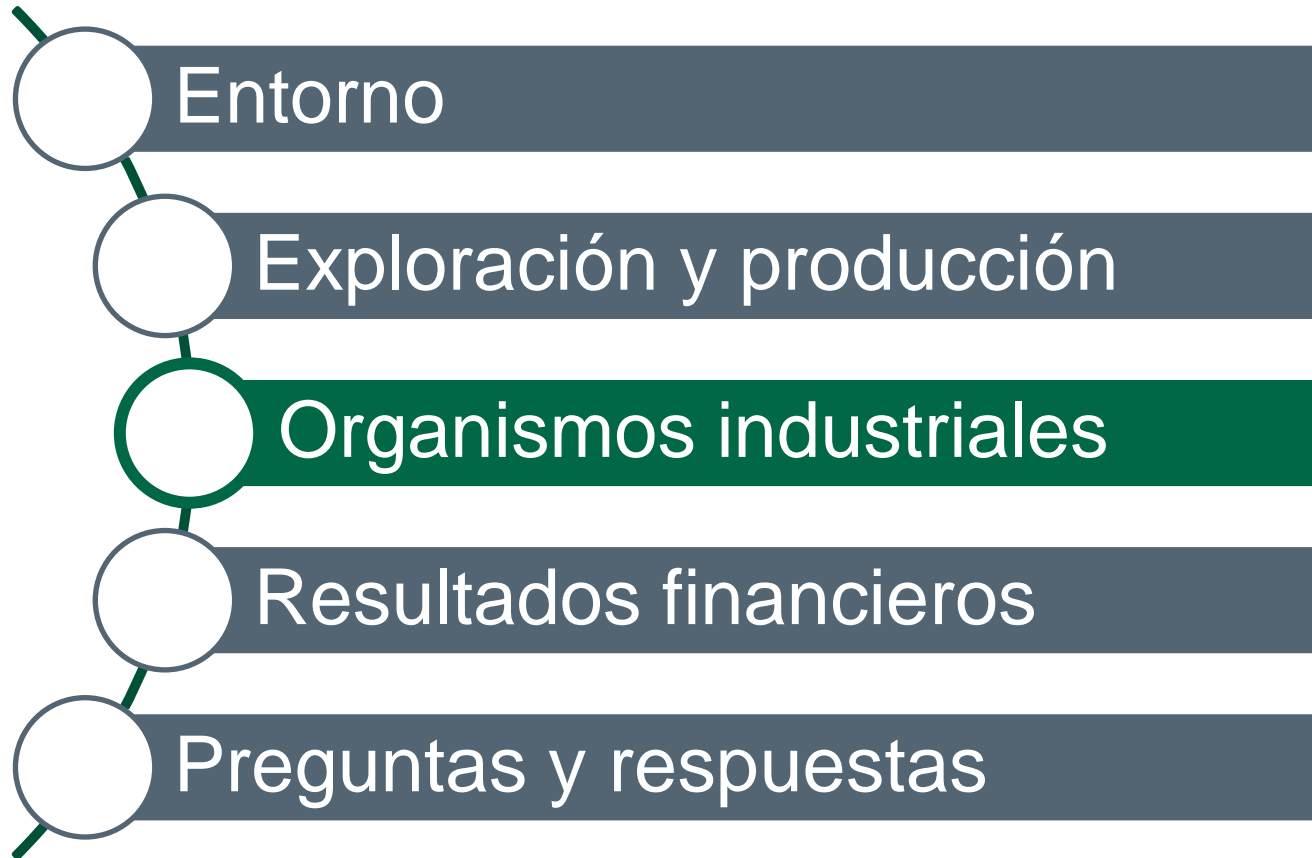 Entorno
Exploración y producción
Organismos industriales
Resultados financieros
Preguntas y respuestas